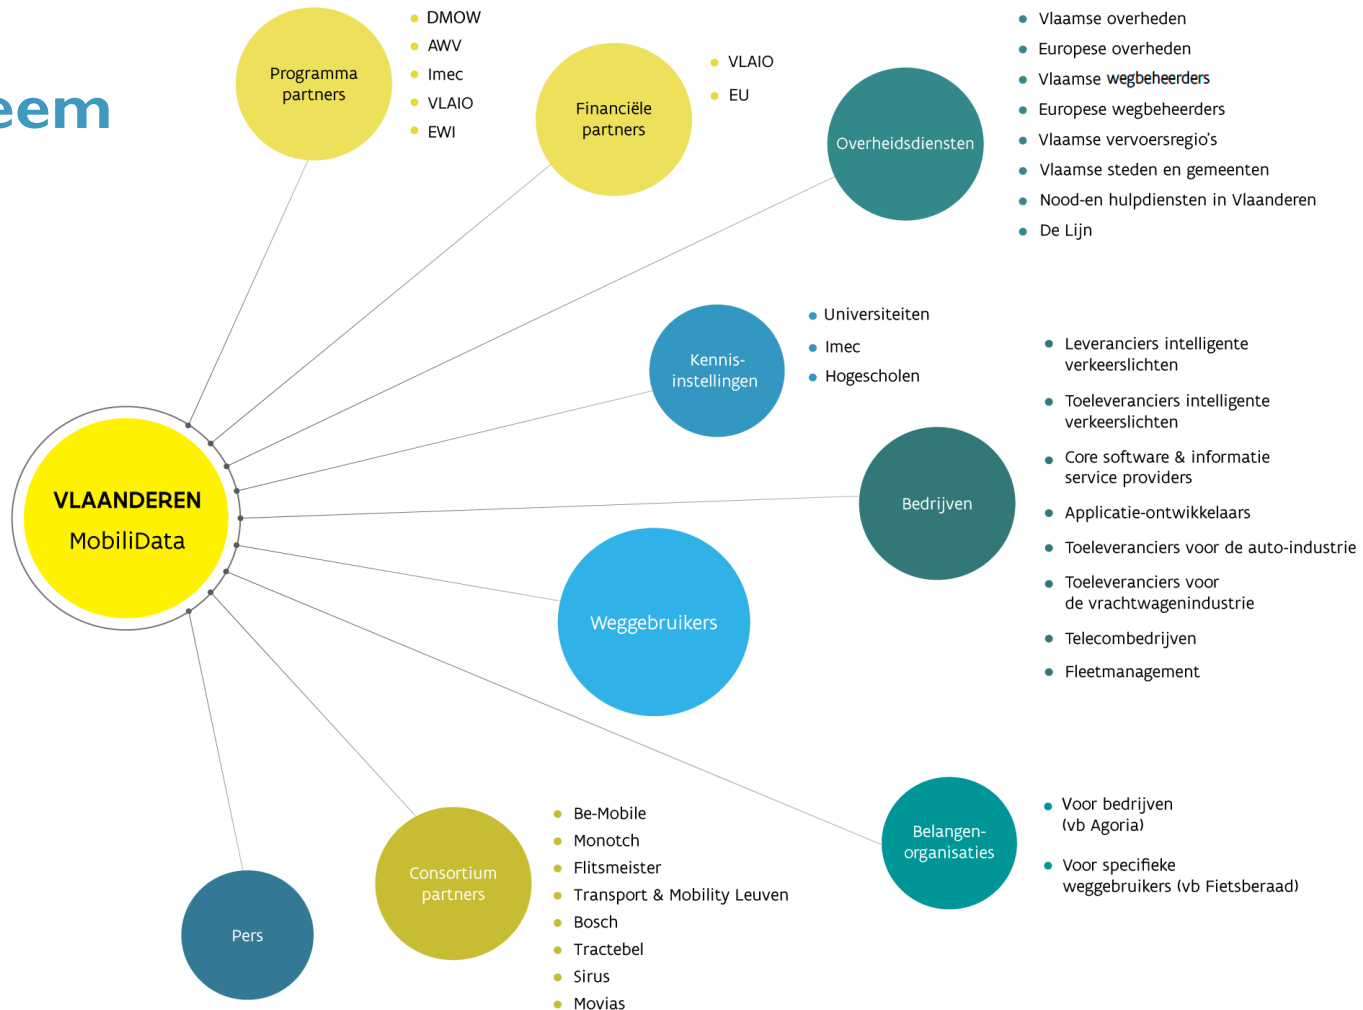 eem
Programma
partners
DMOW
AWV
Imec
VLAIO
EWI
Financiële
partners
VLAIO
EU
Overheidsdiensten
Vlaamse overheden
Europese overheden
Vlaamse wegbeheerders
Europese wegbeheerders
Vlaamse vervoersregio's
Vlaamse steden en gemeenten
Nood-en hulpdiensten in Vlaanderen
De Lijn
Kennis-
instellingen
Universiteiten
Imec
Hogescholen
Bedrijven
Leveranciers intelligente
verkeerslichten
Toeleveranciers intelligente
verkeerslichten
Core software & informatie
service providers
Applicatie-ontwikkelaars
Toeleveranciers voor de auto-industrie
Toeleveranciers voor
de vrachtwagenindustrie
Telecombedrijven
Fleetmanagement
VLAANDEREN
MobiliData
Weggebruikers
Belangen-
organisaties
Voor bedrijven
(vb Agoria)
Voor specifieke
weggebruikers (vb Fietsberaad)
Consortium
partners
Be-Mobile
Monotch
Flitsmeister
Transport & Mobility Leuven
Bosch
Tractebel
Sirus
Movias
Pers